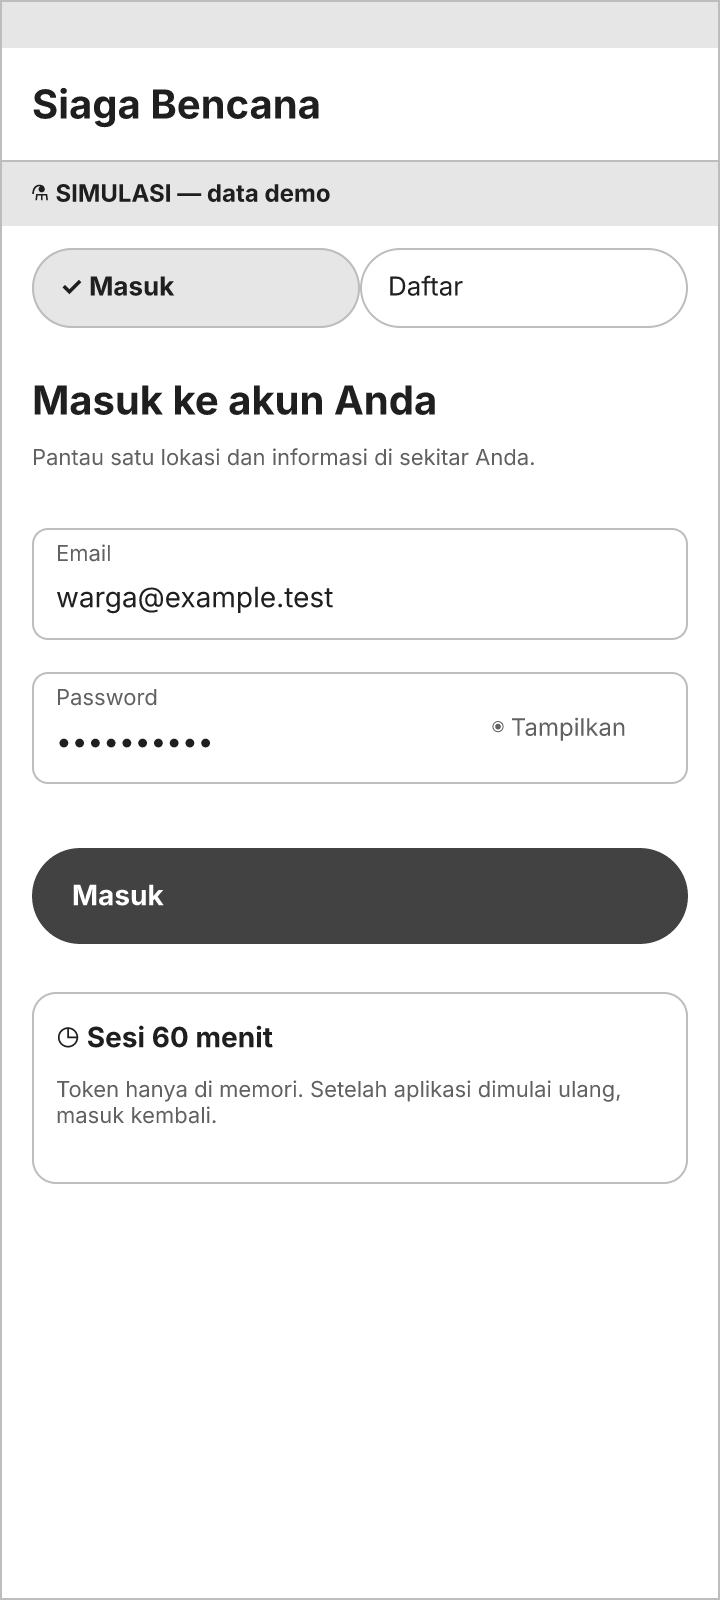 Siaga Bencana
⚗ SIMULASI — data demo
✓ Masuk
Daftar
Masuk ke akun Anda
Pantau satu lokasi dan informasi di sekitar Anda.
Email
warga@example.test
Password
••••••••••
◉ Tampilkan
Masuk
◷ Sesi 60 menit
Token hanya di memori. Setelah aplikasi dimulai ulang,
masuk kembali.